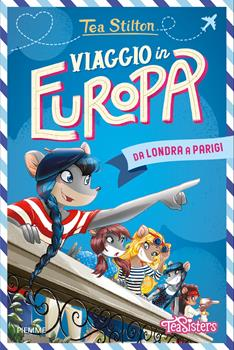 Tea Stilton
VIAGGIO in
EUROPA
DA LONDRA A PARIGI
PIEMME
TeaSisters